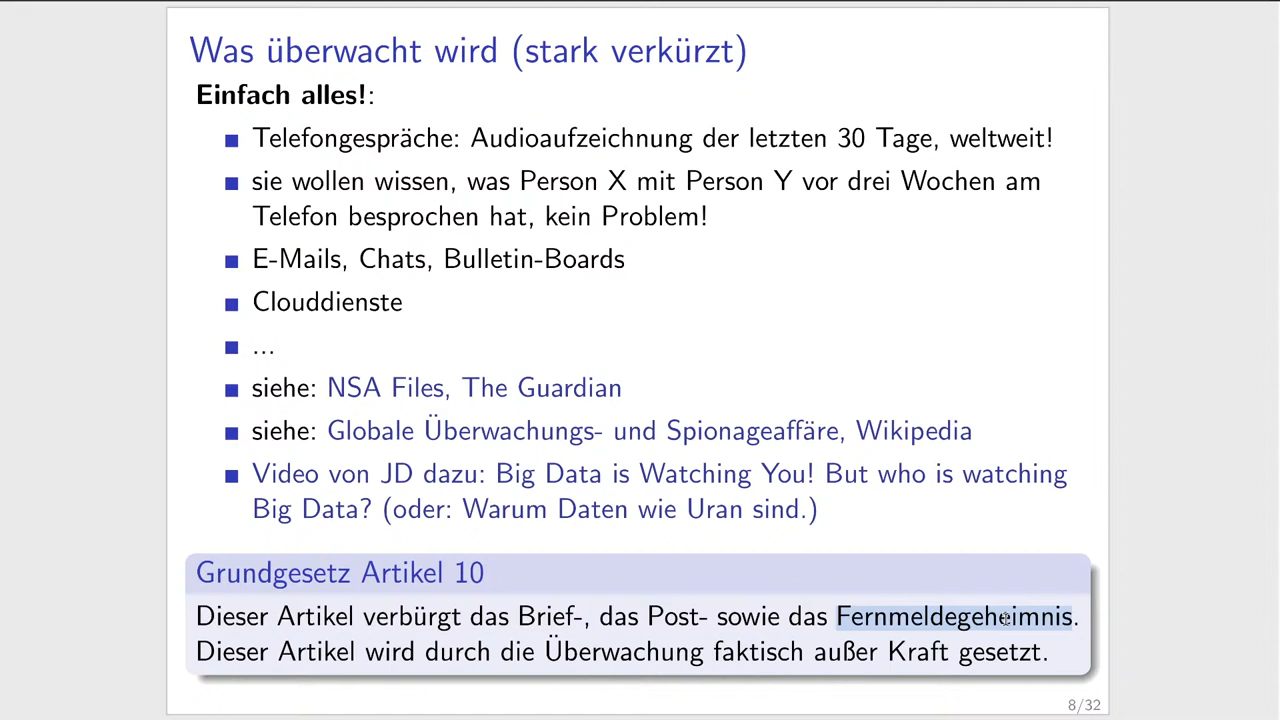 Was überwacht wird (stark verkürzt)
Einfach alles!:
Telefongespräche: Audioaufzeichnung der letzten 30 Tage, weltweit!
sie wollen wissen, was Person X mit Person Y vor drei Wochen am
Telefon besprochen hat, kein Problem!
E-Mails, Chats, Bulletin-Boards
Clouddienste
...
siehe: NSA Files, The Guardian
siehe: Globale Überwachungs- und Spionageaffäre, Wikipedia
Video von JD dazu: Big Data is Watching You! But who is watching
Big Data? (oder: Warum Daten wie Uran sind.)
Grundgesetz Artikel 10
Dieser Artikel verbürgt das Brief-, das Post- sowie das Fernmeldegeheimnis.
Dieser Artikel wird durch die Überwachung faktisch außer Kraft gesetzt.
8/32